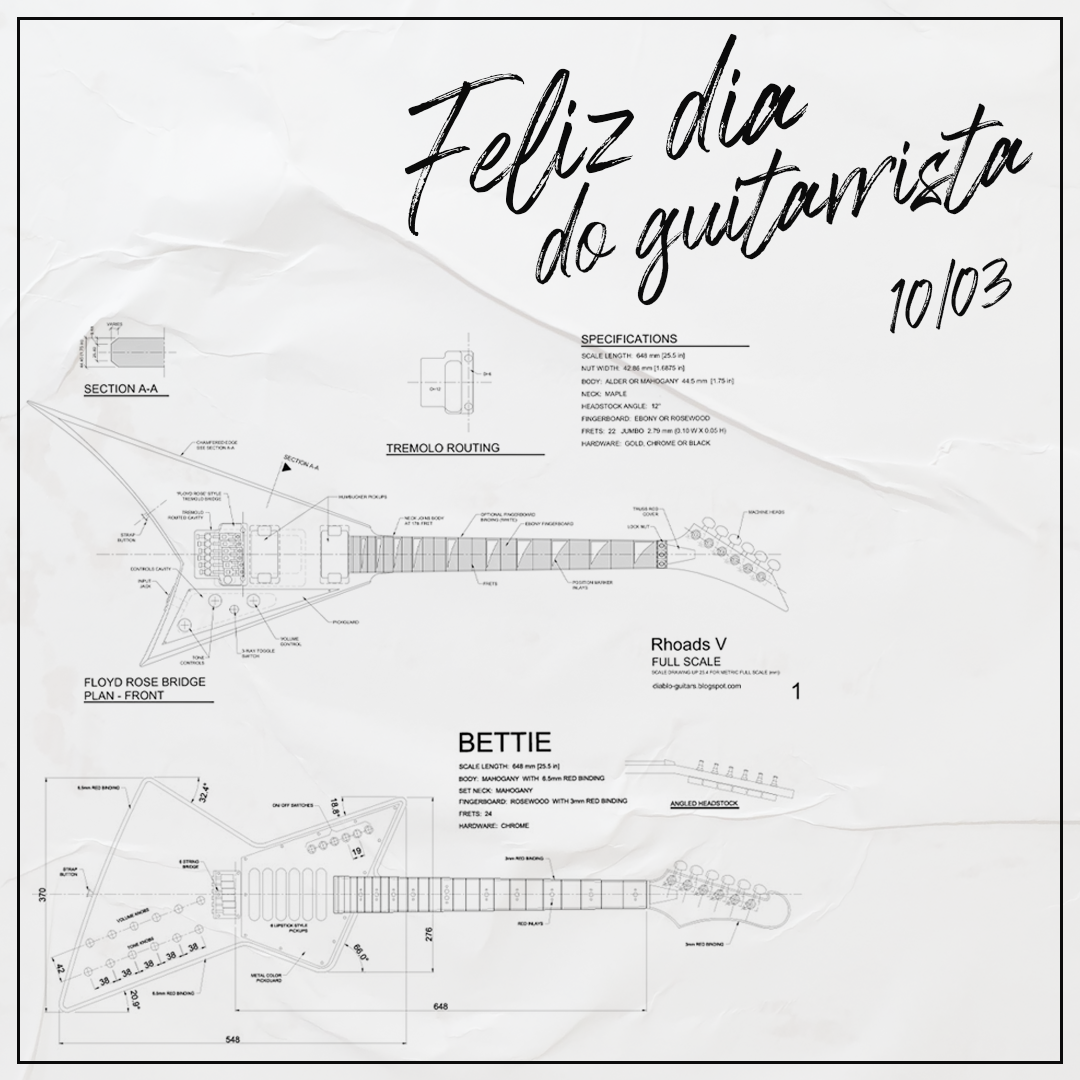 Feliz dia
do guitarrista
10/03
VARIES
SECTION A-A
TREMOLO ROUTING
SPECIFICATIONS
SCALE LENGTH: 648 mm [25.5 in]
NUT WIDTH: 42.86 mm [1.6875 in]
BODY: ALDER OR MAHOGANY 44.5 mm [1.75 in]
NECK: MAPLE
HEADSTOCK ANGLE: 12°
FINGERBOARD: EBONY OR ROSEWOOD
FRETS: 22 JUMBO 2.79 mm (0.10 W X 0.05 H)
HARDWARE: GOLD, CHROME OR BLACK
CHAMFERED EDGE
SEE SECTION A-A
SECTION A-A
"FLOYD ROSE" STYLE
TREMOLO BRIDGE
HUMBUCKER PICKUPS
TREMOLO
ROUTED CAVITY
NECK JOINS BODY
AT 17th FRET
OPTIONAL FINGERBOARD
BINDING (WHITE)
EBONY FINGERBOARD
TRUSS ROD
COVER
LOCK NUT
MACHINE HEADS
STRAP
BUTTON
CONTROLS CAVITY
INPUT
JACK
FRETS
POSITION MARKER
INLAYS
PICKGUARD
VOLUME
CONTROL
3-WAY TOGGLE
SWITCH
TONE
CONTROLS
FLOYD ROSE BRIDGE
PLAN - FRONT
Rhoads V
FULL SCALE
diablo-guitars.blogspot.com
1
BETTIE
SCALE LENGTH: 648 mm [25.5 in]
BODY: MAHOGANY WITH 6.5mm RED BINDING
SET NECK: MAHOGANY
FINGERBOARD: ROSEWOOD WITH 3mm RED BINDING
FRETS: 24
HARDWARE: CHROME
ANGLED HEADSTOCK
6.5mm RED BINDING
32.4°
ON/OFF SWITCHES
18.8°
19
STRAP
BUTTON
6 STRING
BRIDGE
3mm RED BINDING
370
VOLUME KNOBS
6 LIPSTICK STYLE
PICKUPS
RED INLAYS
276
TONE KNOBS
38
38
38
38
38
42
66.0°
3mm RED BINDING
METAL COLOR
PICKGUARD
20.9°
6.5mm RED BINDING
648
548